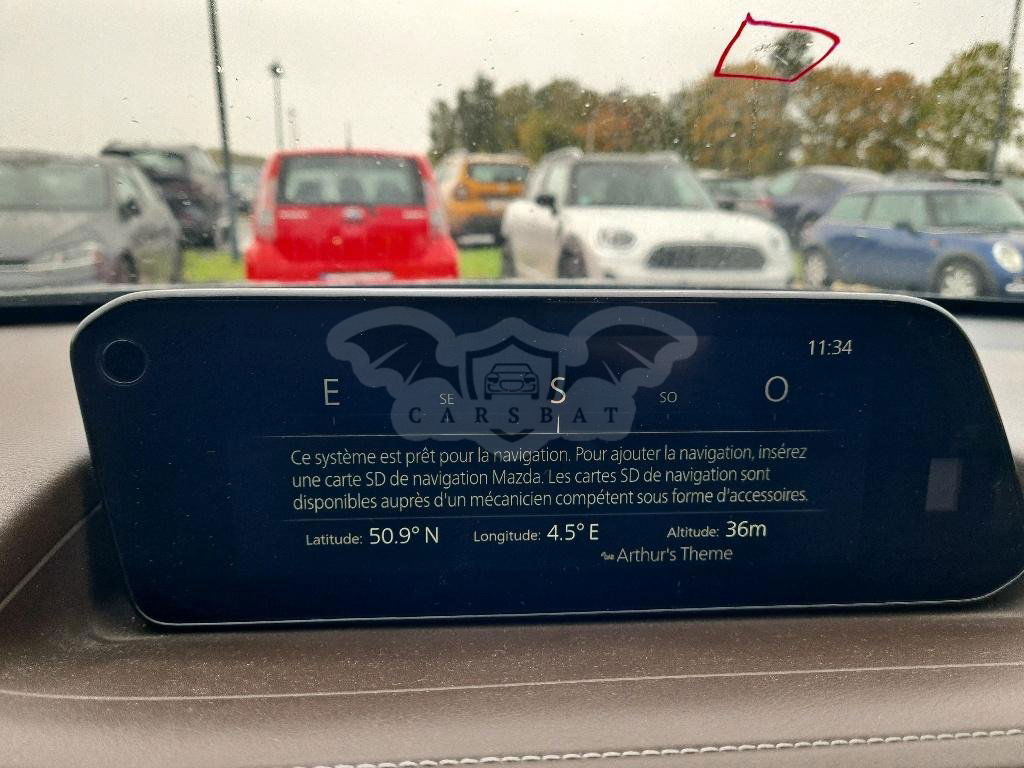 11:34
E SE S SO O
CARSBAT
Ce système est prêt pour la navigation. Pour ajouter la navigation, insérez
une carte SD de navigation Mazda. Les cartes SD de navigation sont
disponibles auprès d'un mécanicien compétent sous forme d'accessoires.
Latitude: 50.9° N Longitude: 4.5° E Altitude: 36m
Arthur's Theme